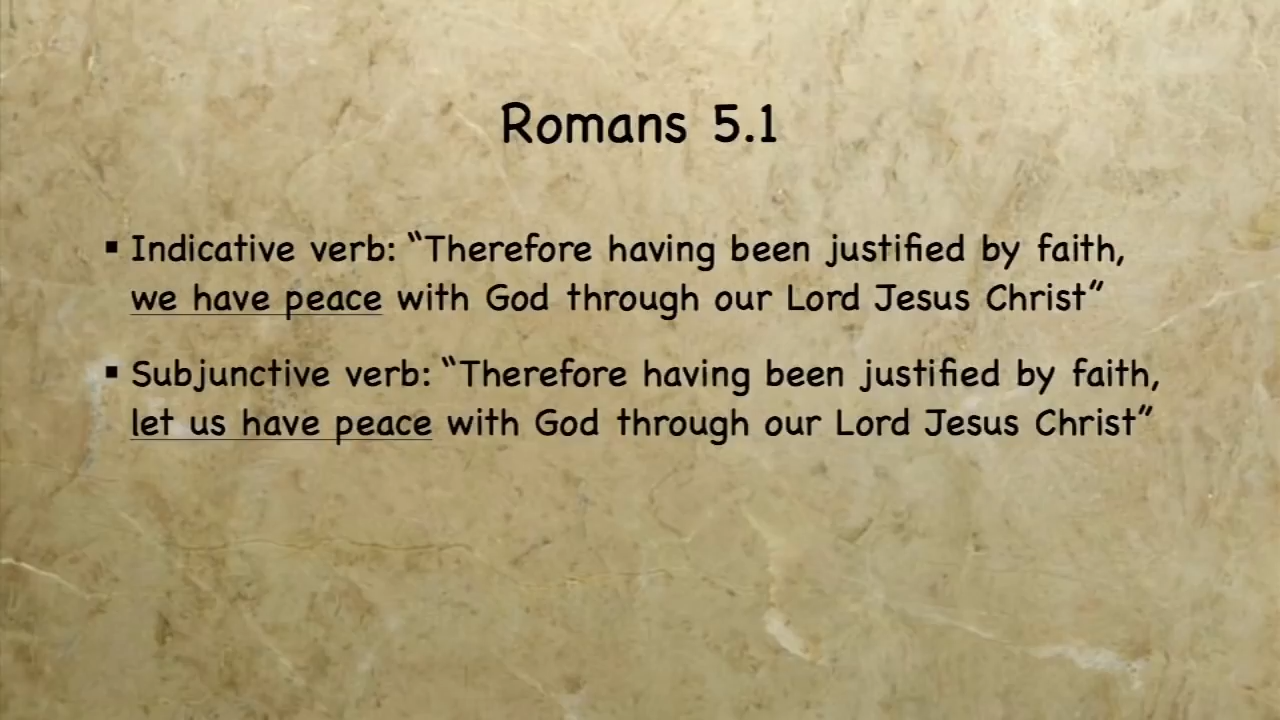 Romans 5.1
▪ Indicative verb: “Therefore having been justified by faith,
we have peace with God through our Lord Jesus Christ”
▪ Subjunctive verb: “Therefore having been justified by faith,
let us have peace with God through our Lord Jesus Christ”